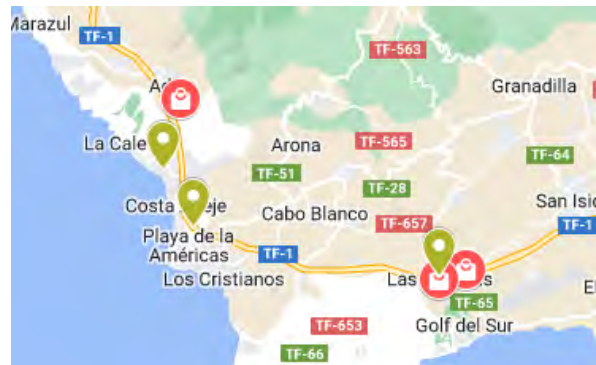 Marazul
TF-1
TF-563
Granadilla
La Cale
Arona
TF-565
TF-51
TF-64
TF-28
Costa
eje
Cabo Blanco
TF-657
San Isid
Playa de la
Américas
TF-1
TF-1
Los Cristianos
Las
TF-65
TF-653
Golf del Sur
TF-66